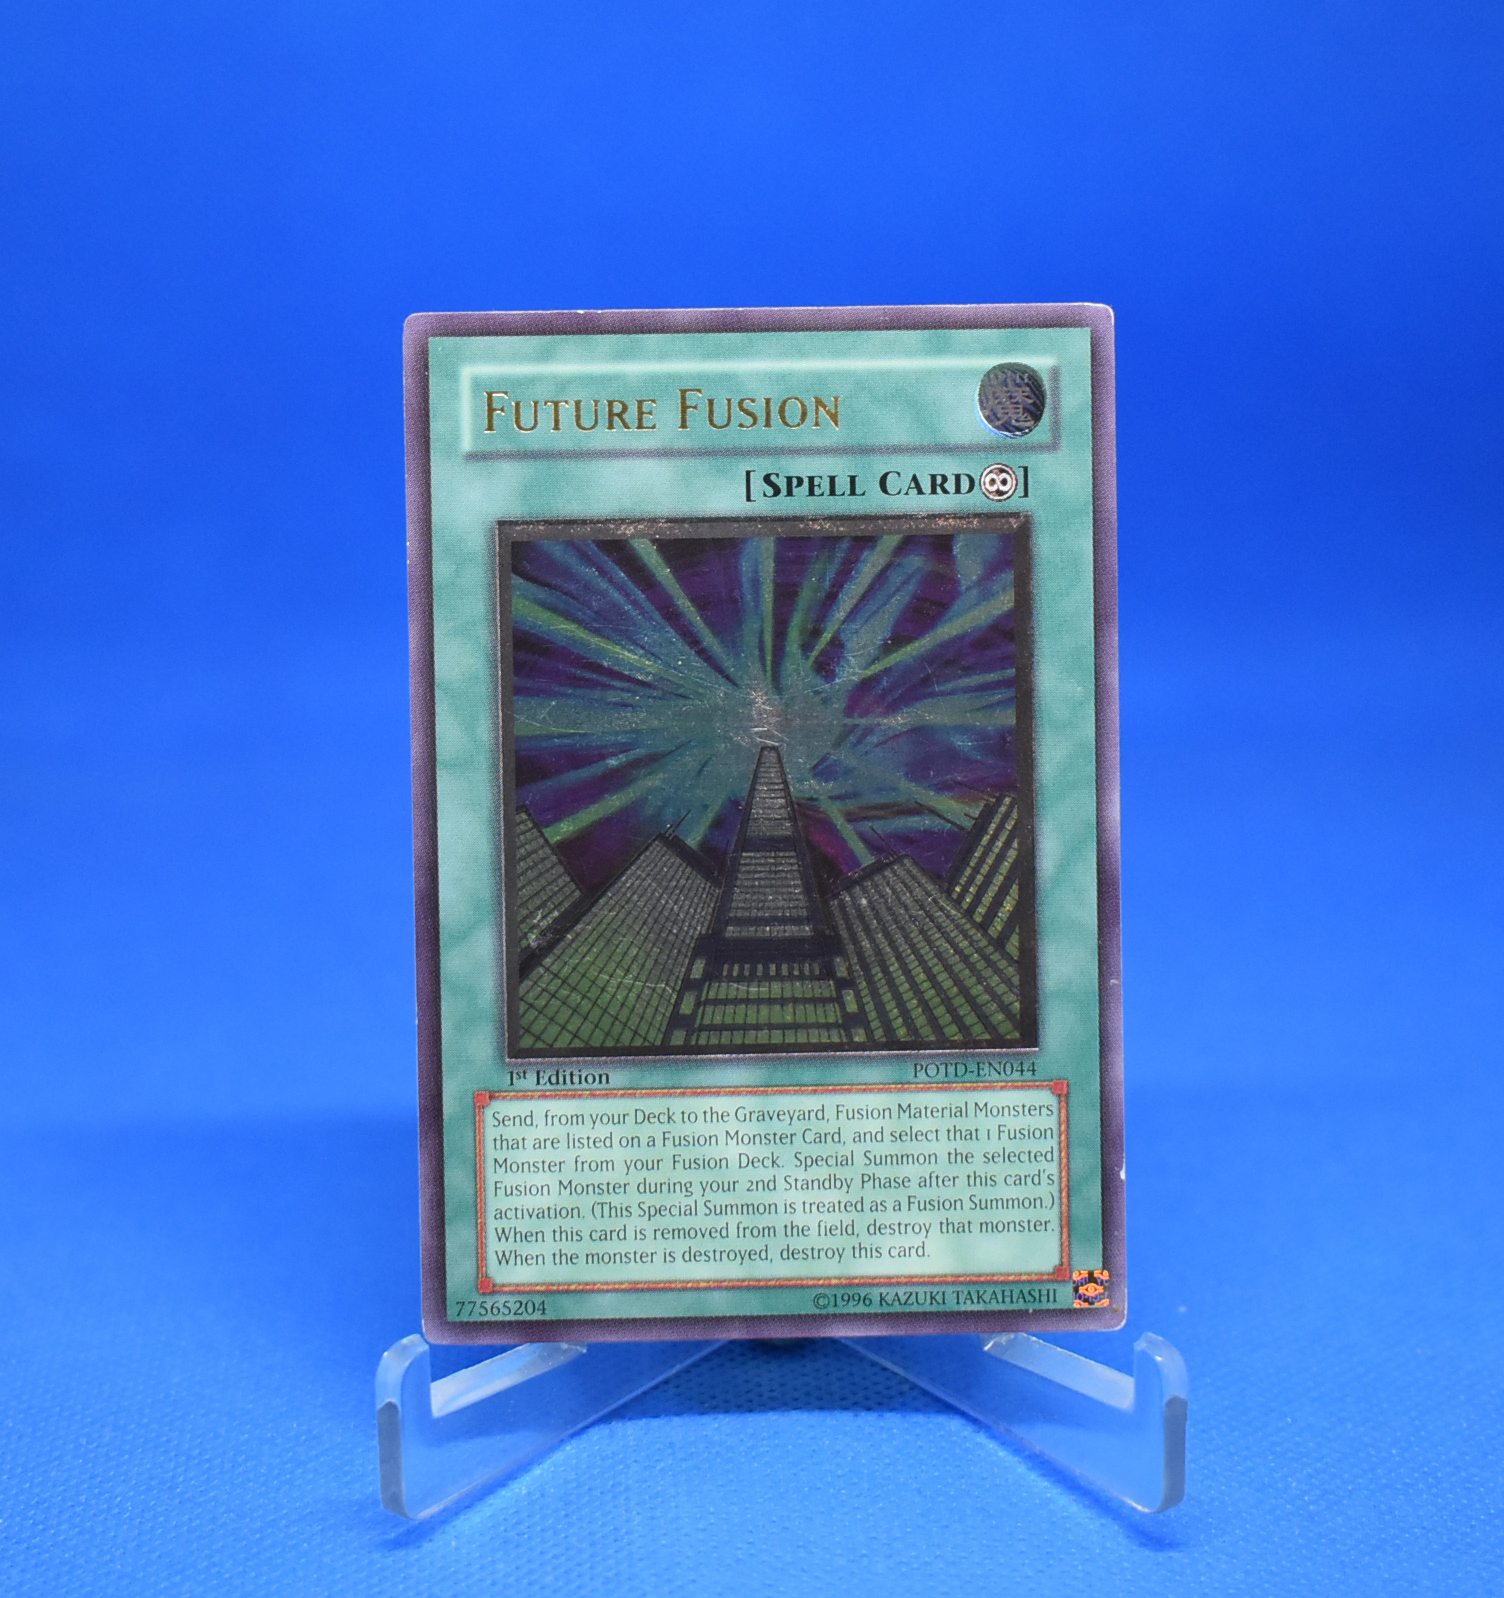 FUTURE FUSION
魔
[SPELL CARD∞]
1st Edition
POTD-EN044
Send, from your Deck to the Graveyard, Fusion Material Monsters
that are listed on a Fusion Monster Card, and select that 1 Fusion
Monster from your Fusion Deck. Special Summon the selected
Fusion Monster during your 2nd Standby Phase after this card's
activation. (This Special Summon is treated as a Fusion Summon.)
When this card is removed from the field, destroy that monster.
When the monster is destroyed, destroy this card.
77565204
©1996 KAZUKI TAKAHASHI